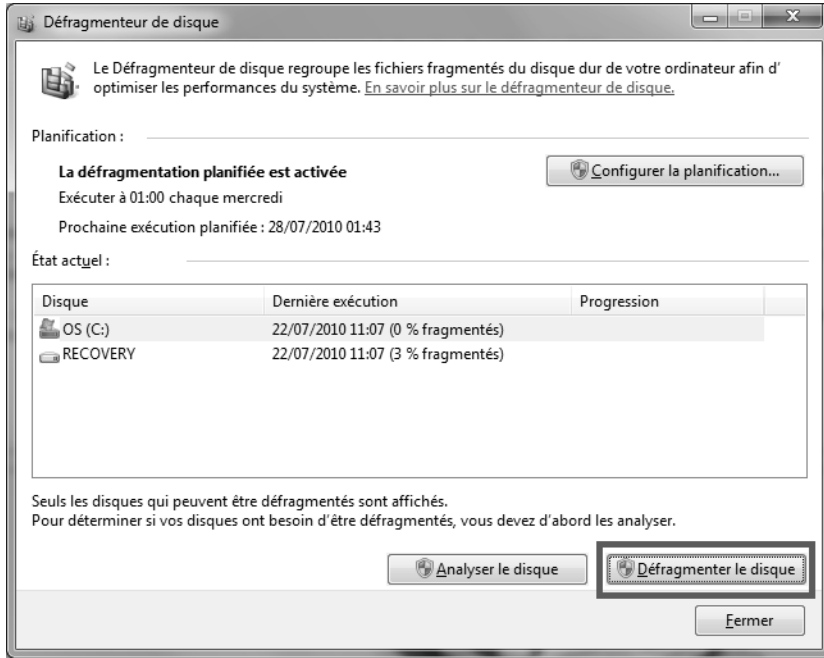 Défragmenteur de disque
Le Défragmenteur de disque regroupe les fichiers fragmentés du disque dur de votre ordinateur afin d'
optimiser les performances du système. En savoir plus sur le défragmenteur de disque.
Planification :
La défragmentation planifiée est activée
Configurer la planification...
Exécuter à 01:00 chaque mercredi
Prochaine exécution planifiée : 28/07/2010 01:43
État actuel :
Disque Dernière exécution Progression
OS (C:) 22/07/2010 11:07 (0 % fragmentés)
RECOVERY 22/07/2010 11:07 (3 % fragmentés)
Seuls les disques qui peuvent être défragmentés sont affichés.
Pour déterminer si vos disques ont besoin d'être défragmentés, vous devez d'abord les analyser.
Analyser le disque Défragmenter le disque
Fermer